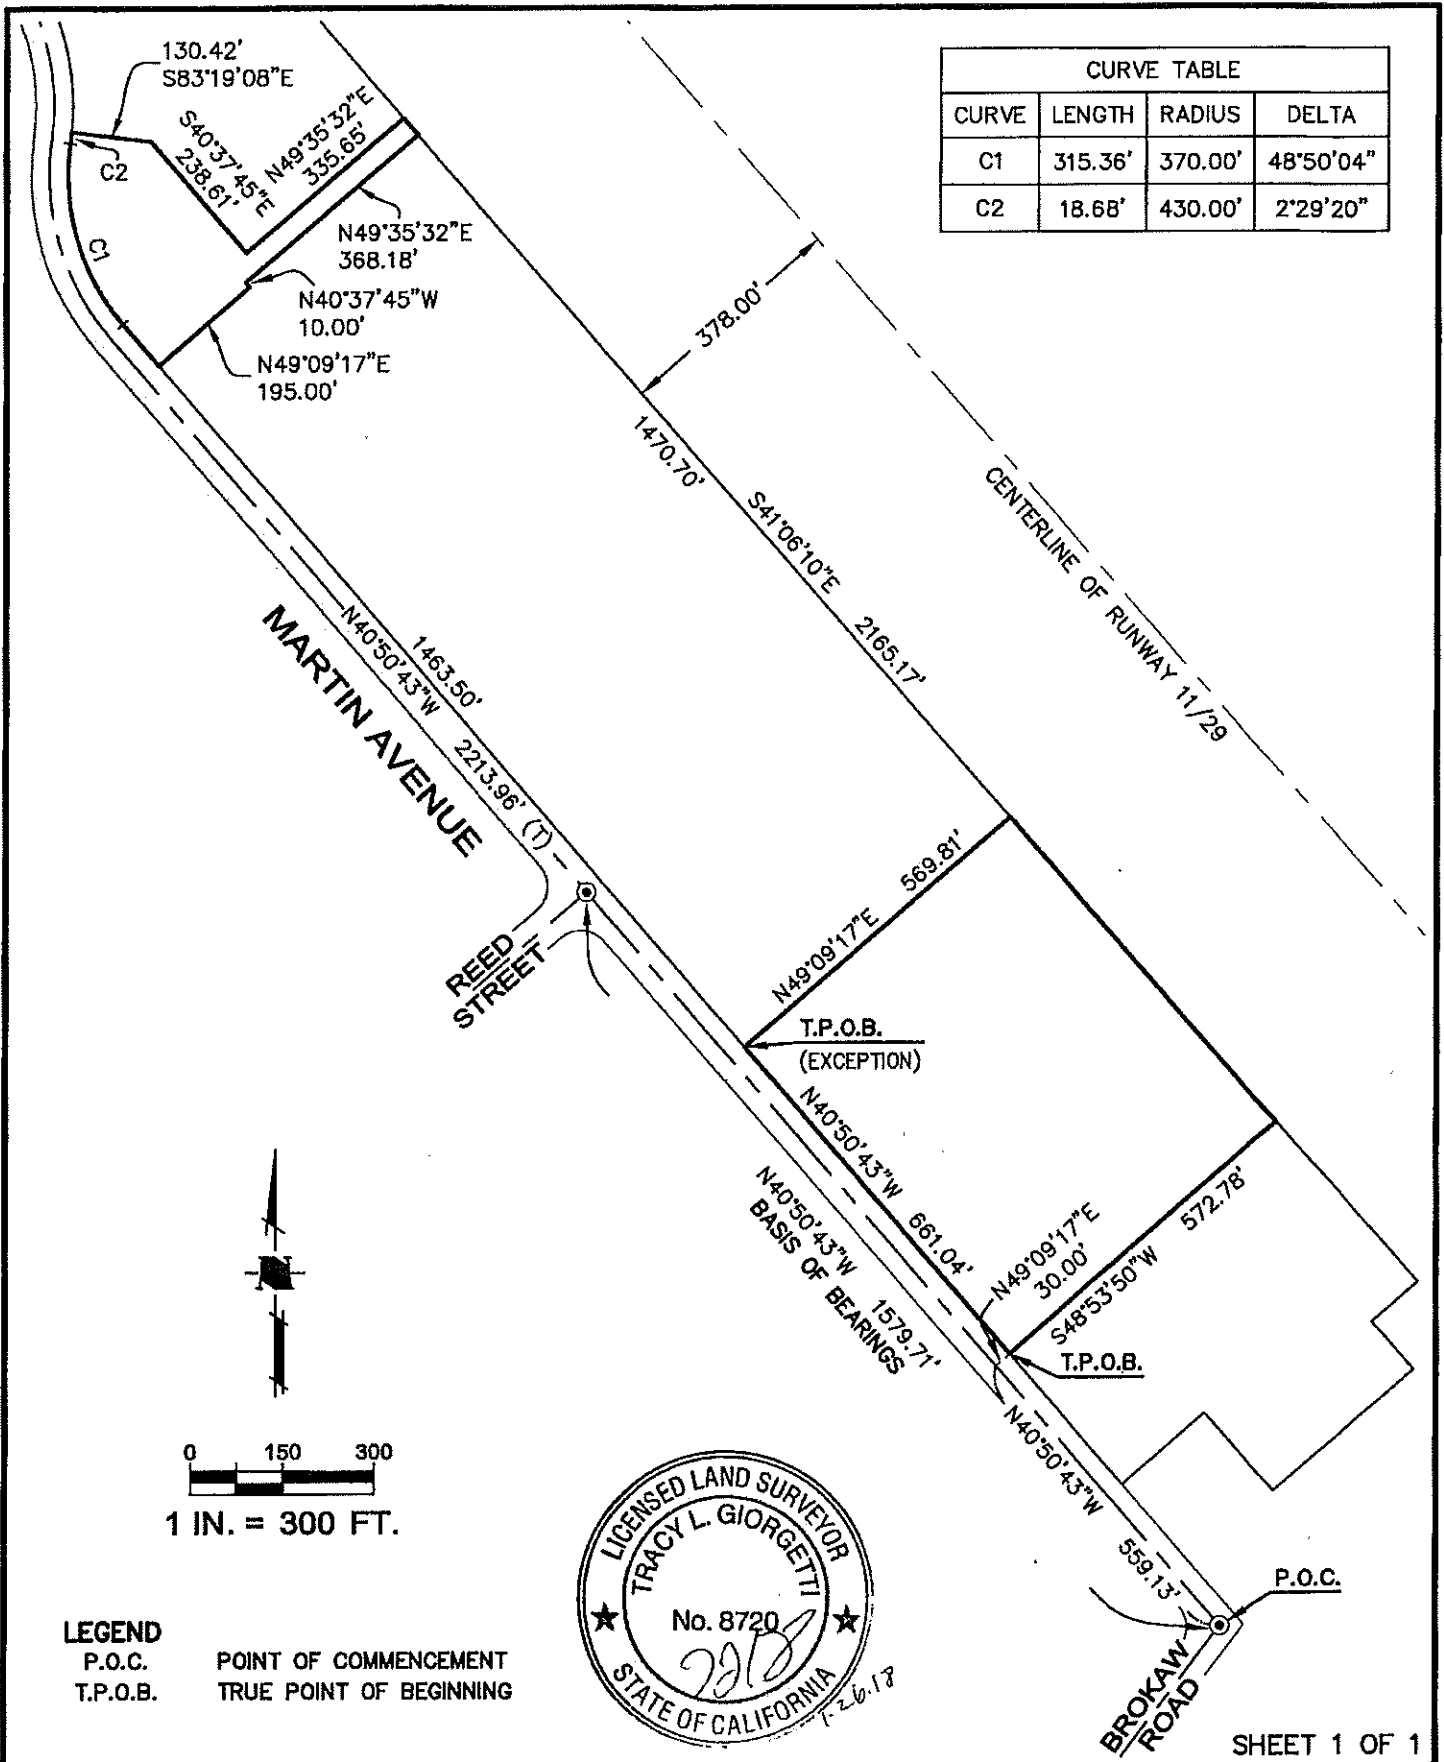 130.42'
S83°19'08"E
C2
S40°37'45"E
238.61'
N49°35'32"E
335.65'
N49°35'32"E
368.18'
C1
N40°37'45"W
10.00'
N49°09'17"E
195.00'
CURVE TABLE
CURVE LENGTH RADIUS DELTA
C1 315.36' 370.00' 48°50'04"
C2 18.68' 430.00' 2°29'20"
378.00'
1470.70'
S41°06'10"E 2165.17'
CENTERLINE OF RUNWAY 11/29
1463.50'
N40°50'43"W 2213.96' (T)
MARTIN AVENUE
REED
STREET
N49°09'17"E 569.81'
T.P.O.B.
(EXCEPTION)
N40°50'43"W 661.04'
N40°50'43"W 1579.71'
BASIS OF BEARINGS
N49°09'17"E
30.00'
S48°53'50"W 572.78'
T.P.O.B.
N40°50'43"W 559.13'
P.O.C.
BROKAW
ROAD
N
0 150 300
1 IN. = 300 FT.
LICENSED LAND SURVEYOR
TRACY L. GIORGETTI
No. 8720
STATE OF CALIFORNIA
1.26.18
LEGEND
P.O.C. POINT OF COMMENCEMENT
T.P.O.B. TRUE POINT OF BEGINNING
SHEET 1 OF 1